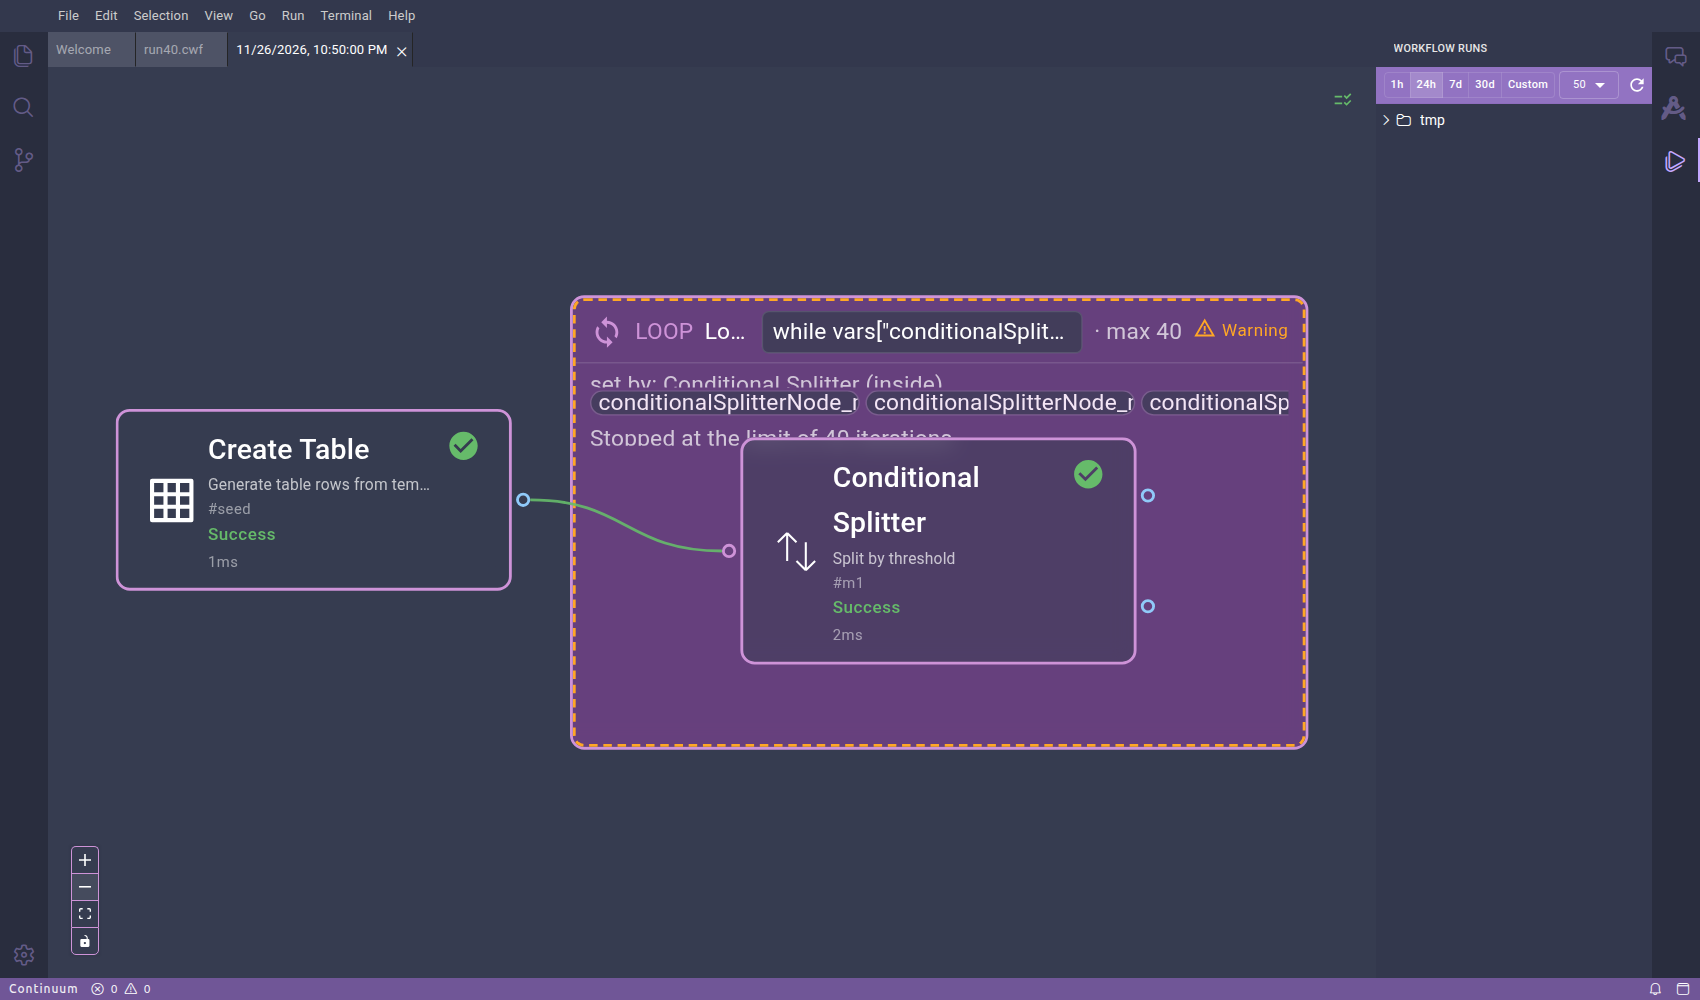 File Edit Selection View Go Run Terminal Help
Welcome run40.cwf 11/26/2026, 10:50:00 PM
WORKFLOW RUNS
1h 24h 7d 30d Custom 50
tmp
LOOP Lo... while vars["conditionalSplit... · max 40 Warning
set by: Conditional Splitter (inside)
conditionalSplitterNode_r conditionalSplitterNode_r conditionalSp
Stopped at the limit of 40 iterations
Create Table
Generate table rows from tem...
#seed
Success
1ms
Conditional
Splitter
Split by threshold
#m1
Success
2ms
Continuum 0 0